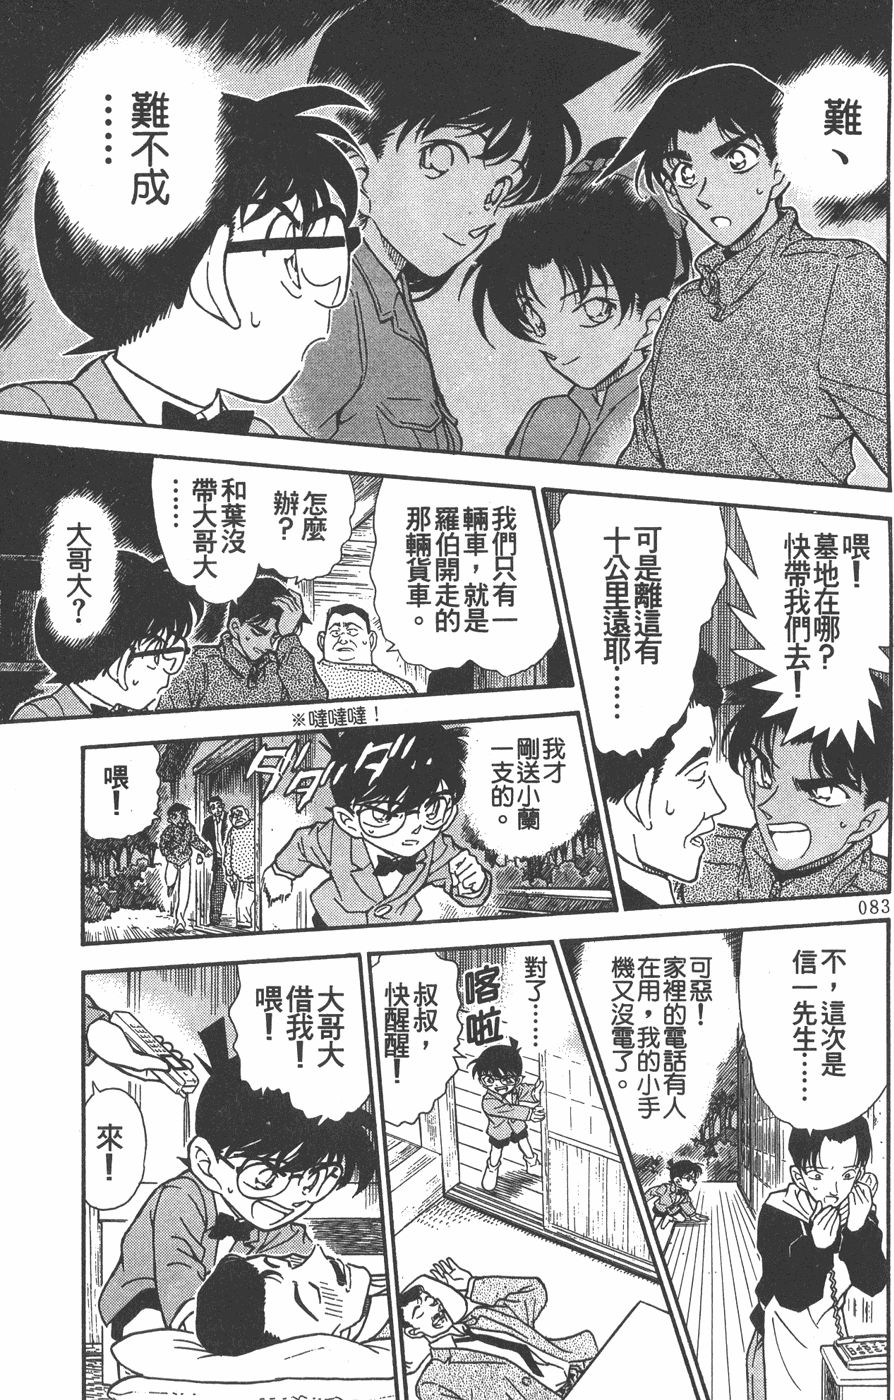 難、
難不成
⋯⋯
喂！
墓地在哪？
快帶我們去！
可是離這有
十公里遠耶⋯⋯
我們只有一
輛車，就是
羅伯開走的
那輛貨車。
怎麼
辦？
和葉沒
帶大哥大
⋯⋯
大哥大？
※噠噠噠！
我才
剛送小蘭
一支的。
ダダダ
喂！
083
不，這次是
信一先生⋯⋯
可惡！
家裡的電話有人
在用，我的小手
機又沒電了。
對了⋯⋯
喀啦
叔叔，
快醒醒！
大哥大
借我！
喂！
來！